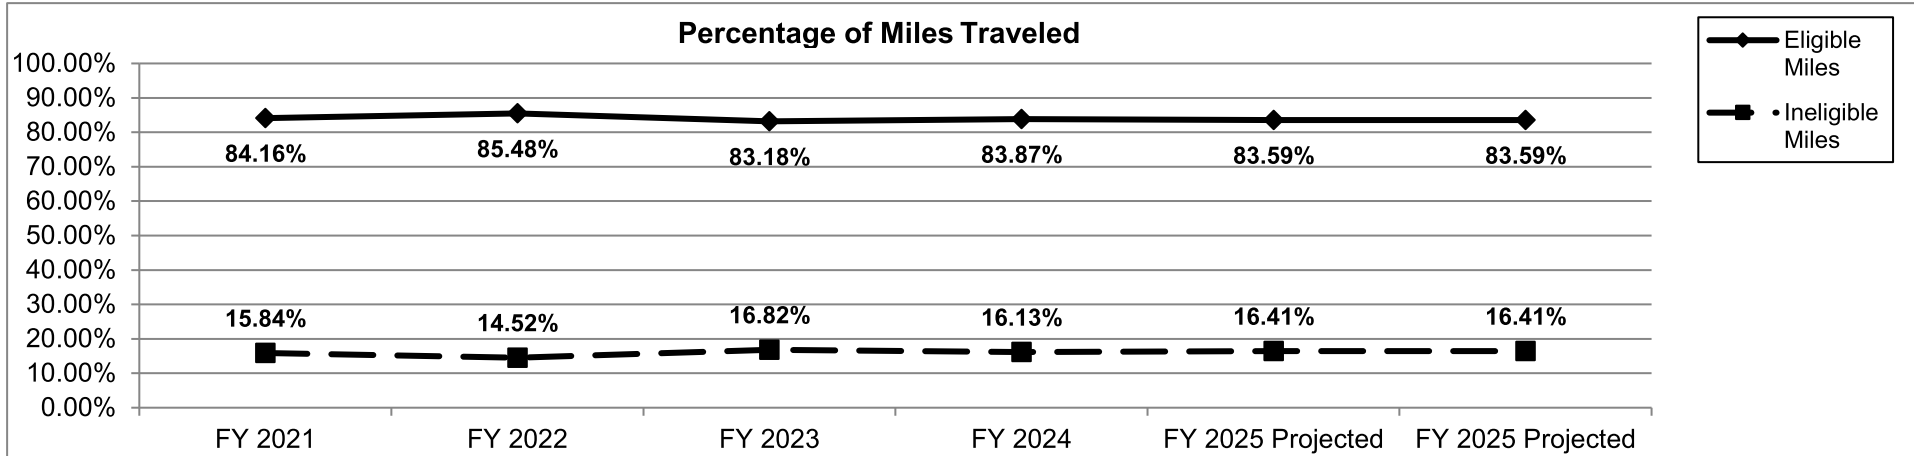 Percentage of Miles Traveled
Eligible
Miles
Ineligible
Miles
100.00%
90.00%
80.00%
70.00%
60.00%
50.00%
40.00%
30.00%
20.00%
10.00%
0.00%
84.16% 85.48% 83.18% 83.87% 83.59% 83.59%
15.84% 14.52% 16.82% 16.13% 16.41% 16.41%
FY 2021 FY 2022 FY 2023 FY 2024 FY 2025 Projected FY 2025 Projected